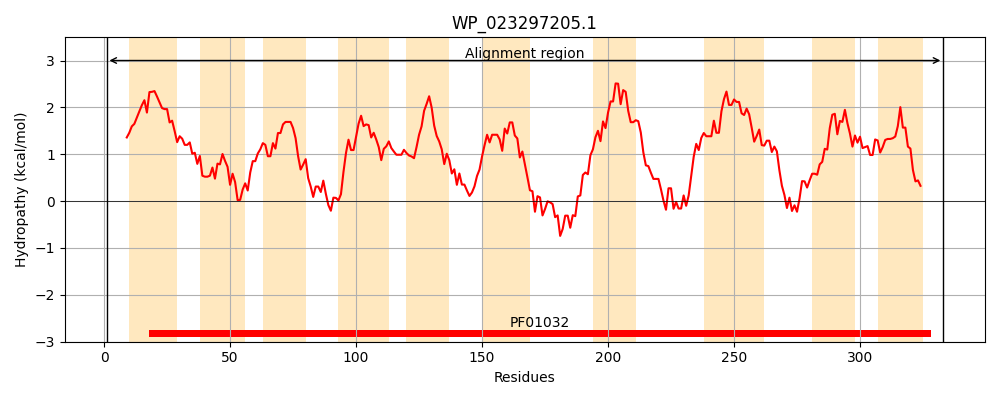 WP_023297205.1
Hydropathy (kcal/mol)
3
2
1
0
−1
−2
−3
Alignment region
PF01032
0
50
100
150
200
250
300
Residues